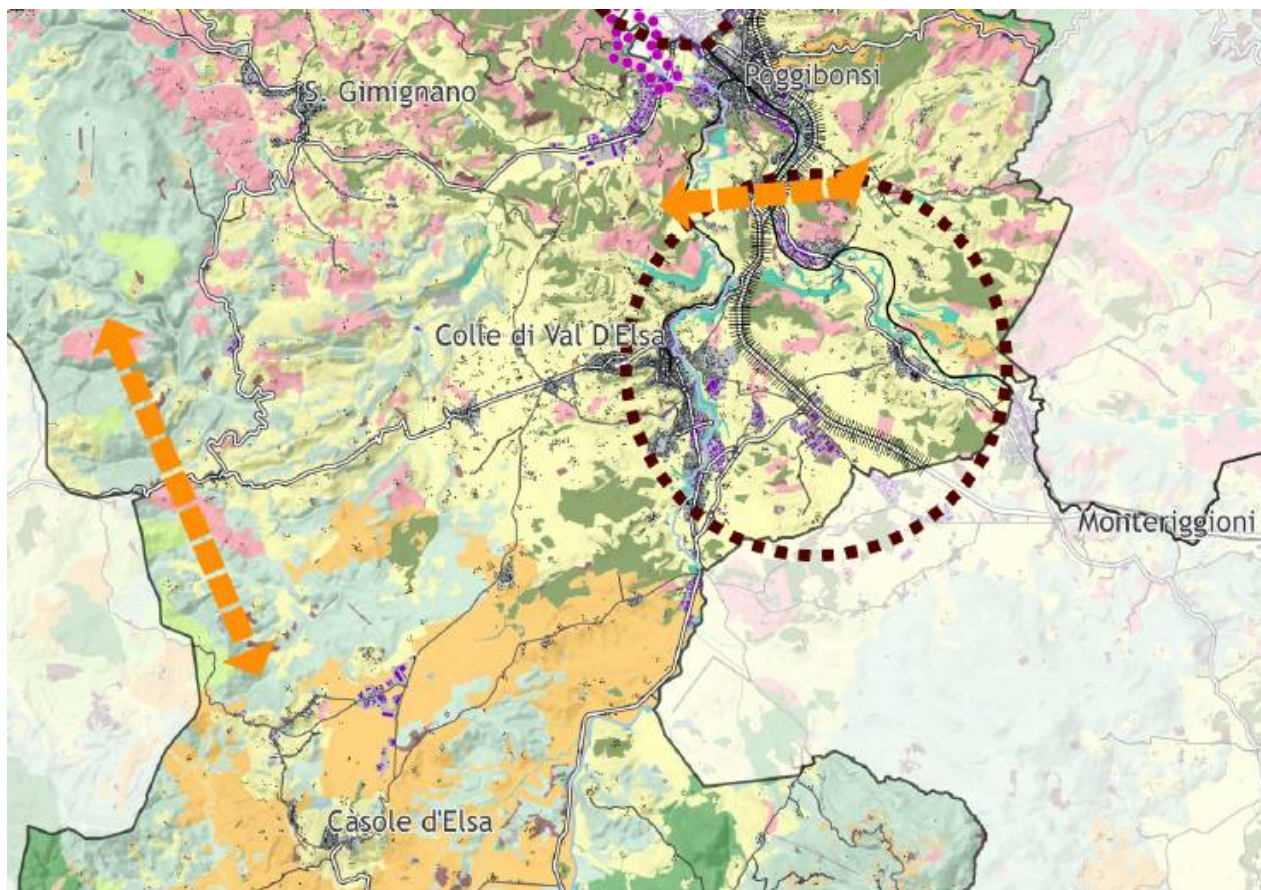 Poggibonsi
S. Gimignano
Colle di Val D'Elsa
Monteriggioni
Casole d'Elsa